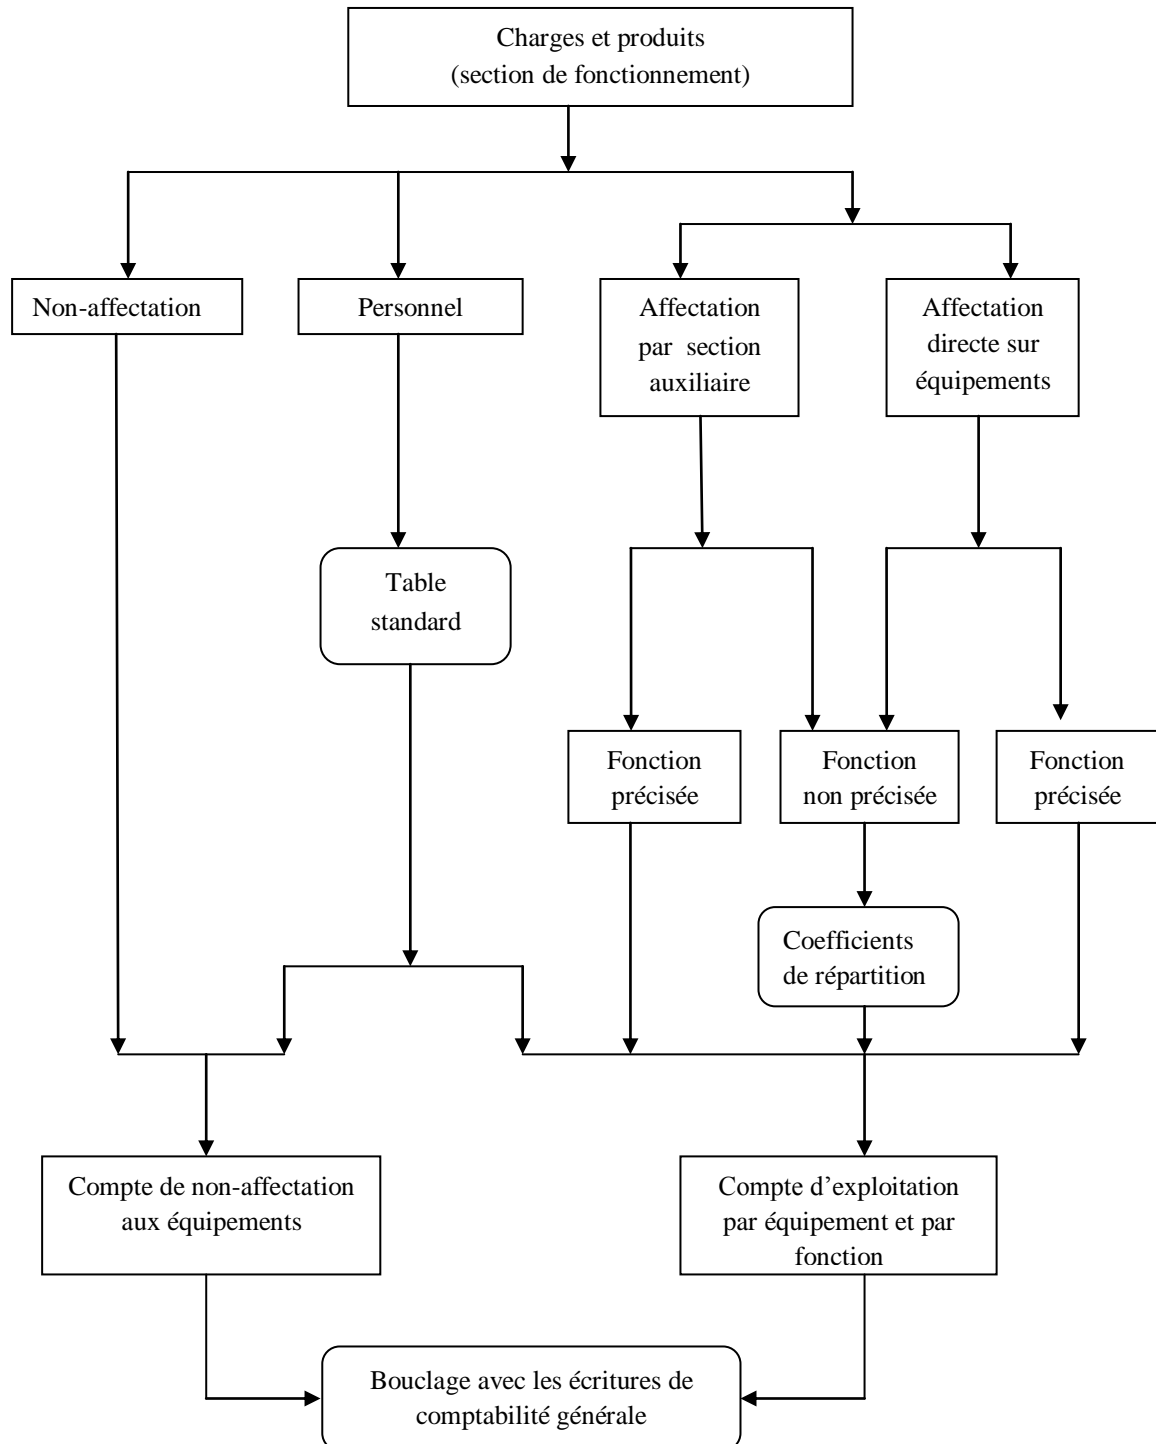 Charges et produits
(section de fonctionnement)
Non-affectation
Personnel
Affectation
par section
auxiliaire
Affectation
directe sur
équipements
Table
standard
Fonction
précisée
Fonction
non précisée
Fonction
précisée
Coefficients
de répartition
Compte de non-affectation
aux équipements
Compte d’exploitation
par équipement et par
fonction
Bouclage avec les écritures de
comptabilité générale